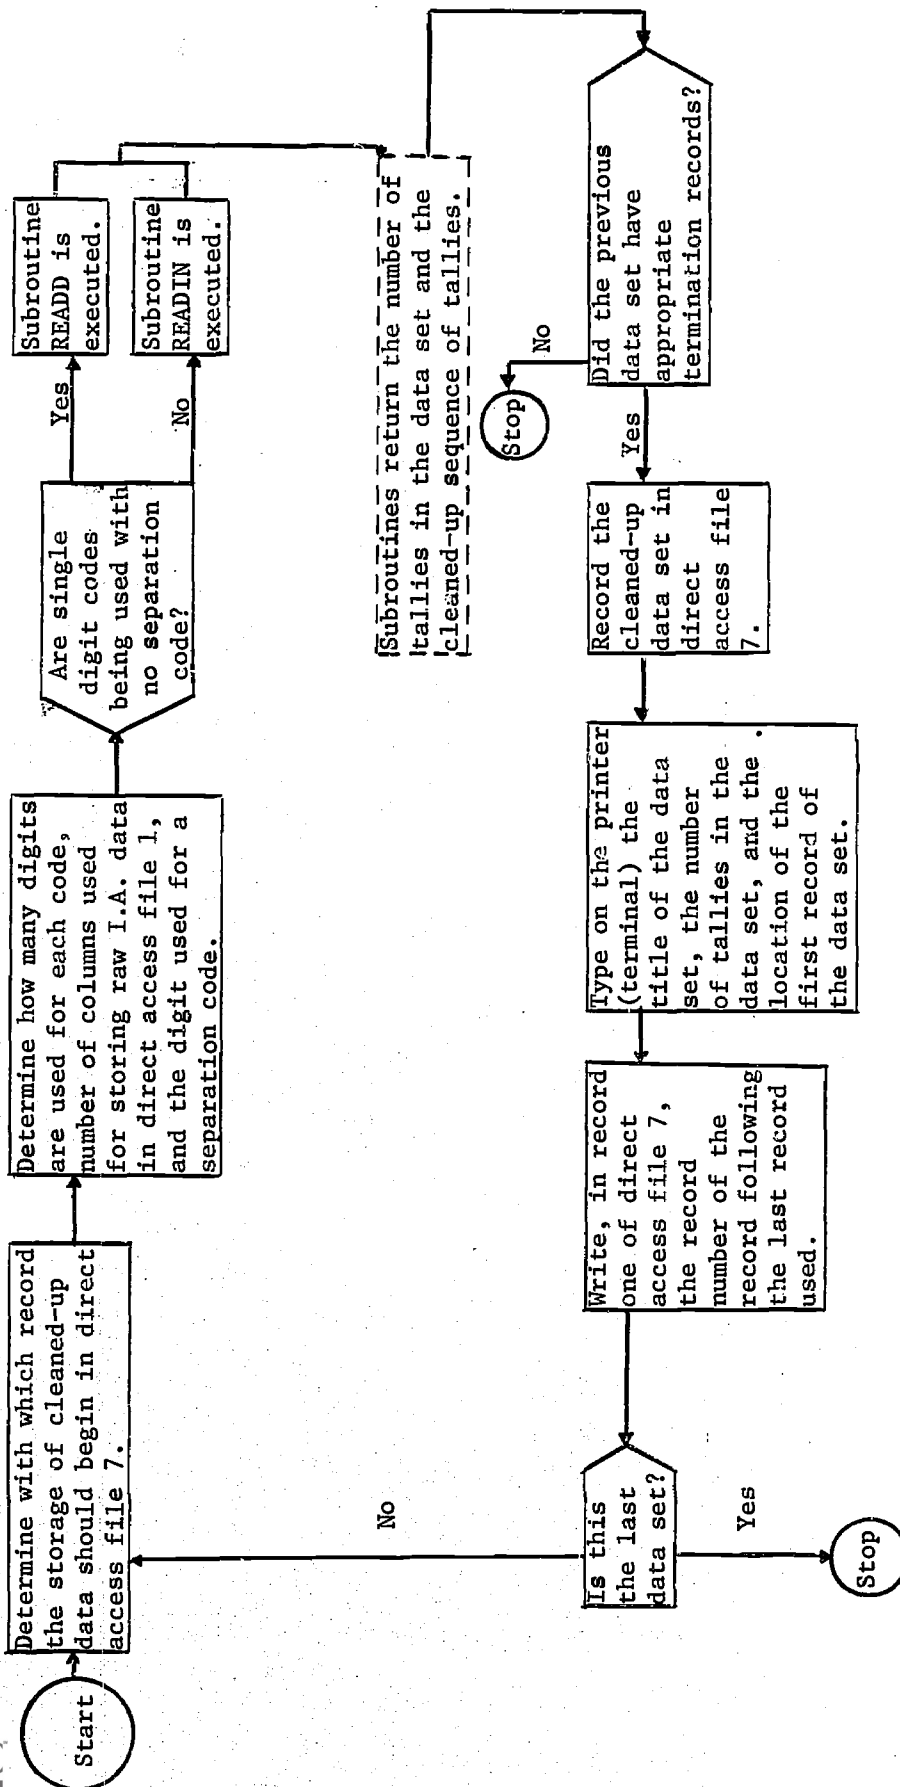 Start
Determine with which record
the storage of cleaned-up
data should begin in direct
access file 7.
Determine how many digits
are used for each code,
number of columns used
for storing raw I.A. data
in direct access file 1,
and the digit used for a
separation code.
Are single
digit codes
being used with
no separation
code?
Yes
No
Subroutine
READD is
executed.
Subroutine
READIN is
executed.
Subroutines return the number of
tallies in the data set and the
cleaned-up sequence of tallies.
Did the previous
data set have
appropriate
termination records?
No
Stop
Yes
Record the
cleaned-up
data set in
direct
access file
7.
Type on the printer
(terminal) the
title of the data
set, the number
of tallies in the
data set, and the
location of the
first record of
the data set.
Write, in record
one of direct
access file 7,
the record
number of the
record following
the last record
used.
Is this
the last
data set?
No
Yes
Stop